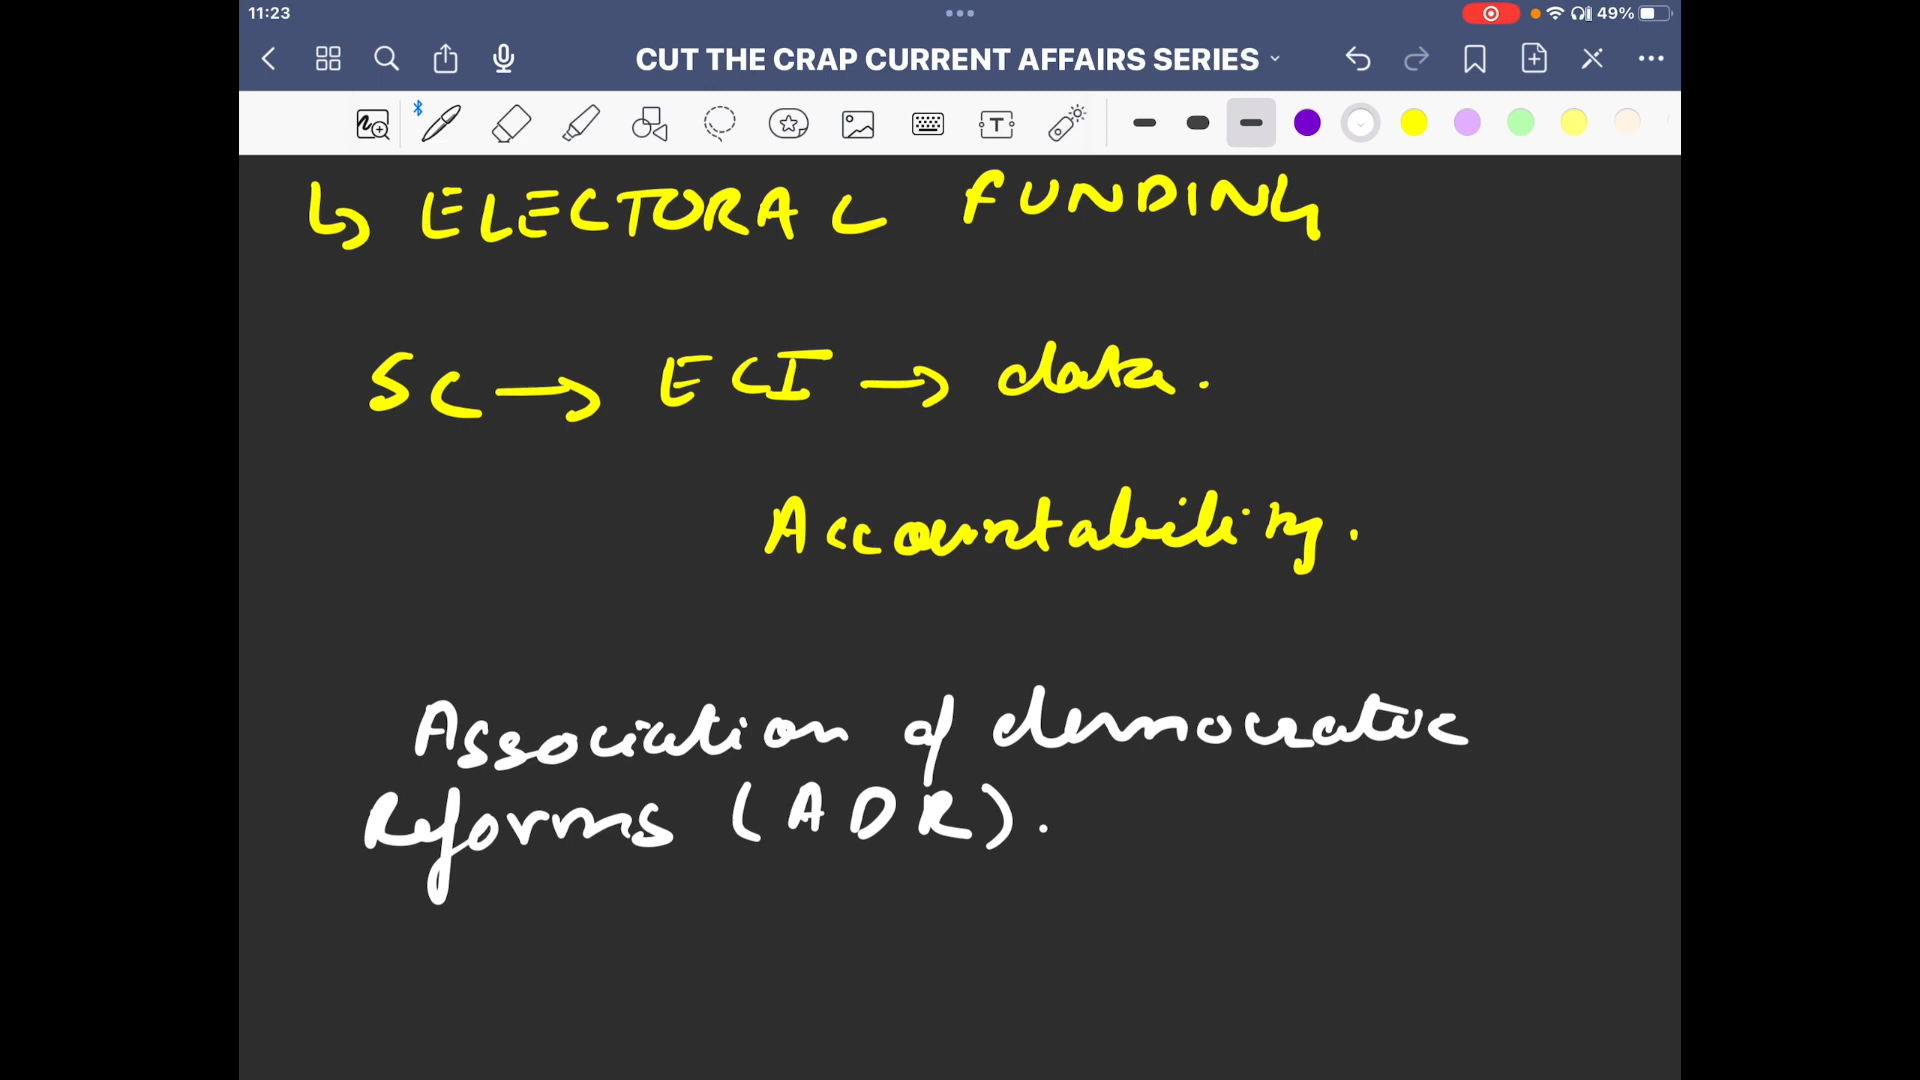 11:23
49%
CUT THE CRAP CURRENT AFFAIRS SERIES
T
↳ ELECTORAL FUNDING
SC → ECI → data.
Accountability.
Association of democratic
Reforms (ADR).